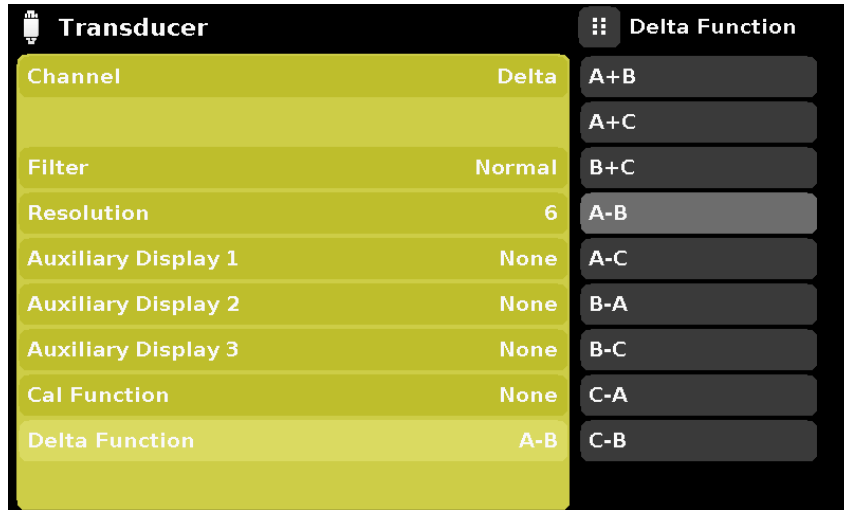 Transducer
Channel Delta
Filter Normal
Resolution 6
Auxiliary Display 1 None
Auxiliary Display 2 None
Auxiliary Display 3 None
Cal Function None
Delta Function A-B
Delta Function
A+B
A+C
B+C
A-B
A-C
B-A
B-C
C-A
C-B